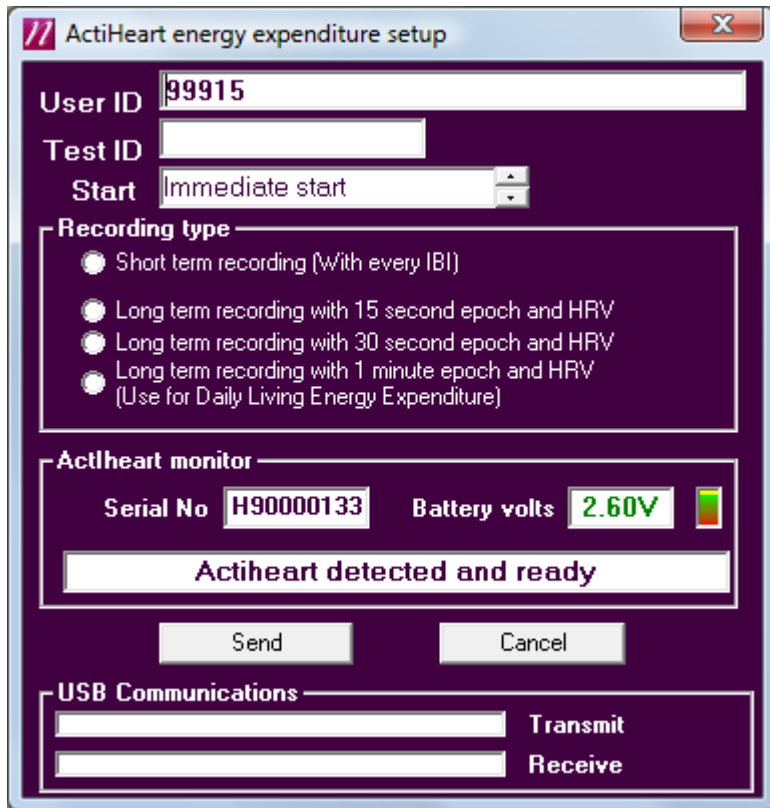 ActiHeart energy expenditure setup
User ID 99915
Test ID
Start Immediate start
Recording type
Short term recording (With every IBI)
Long term recording with 15 second epoch and HRV
Long term recording with 30 second epoch and HRV
Long term recording with 1 minute epoch and HRV
(Use for Daily Living Energy Expenditure)
ActIheart monitor
Serial No H90000133 Battery volts 2.60V
Actiheart detected and ready
Send Cancel
USB Communications
Transmit
Receive